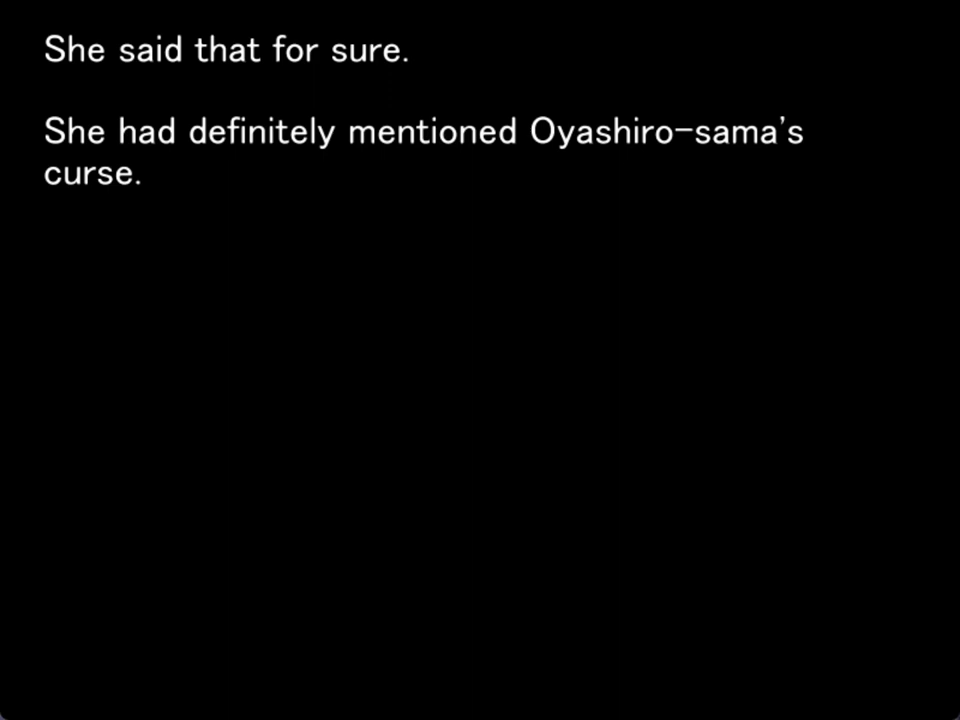 She said that for sure.
She had definitely mentioned Oyashiro-sama's
curse.